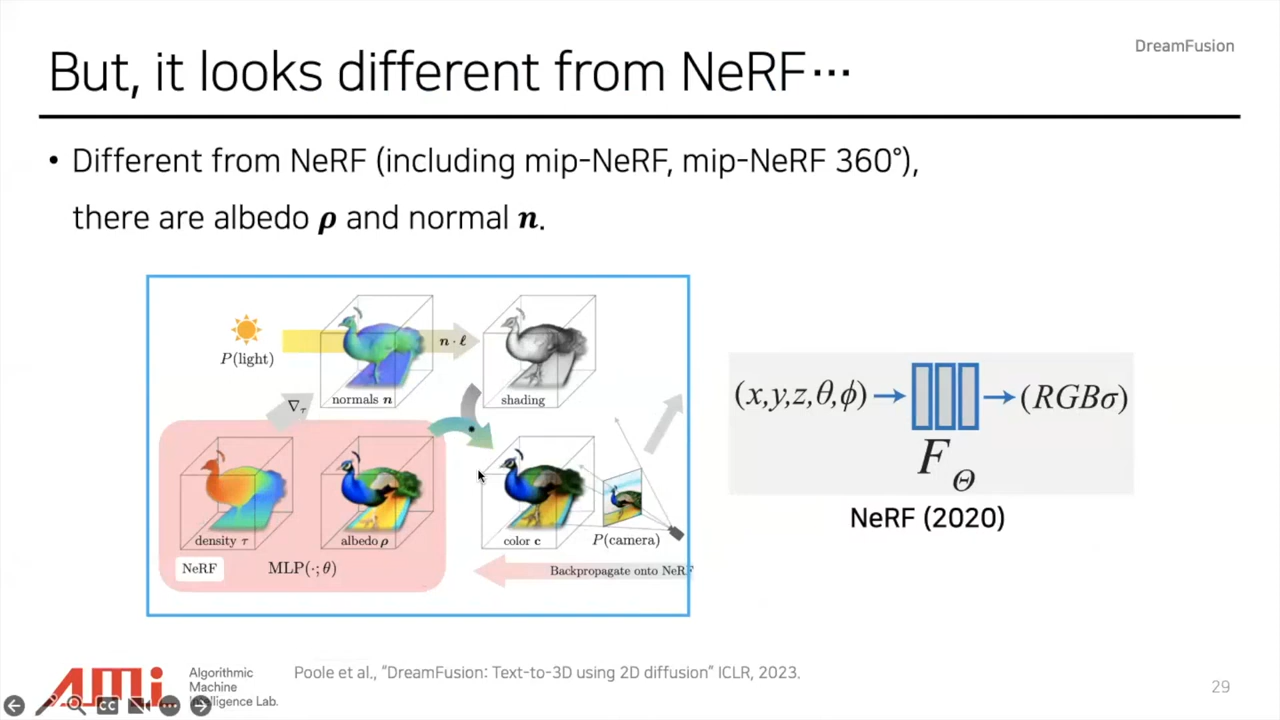 DreamFusion
But, it looks different from NeRF⋯
• Different from NeRF (including mip-NeRF, mip-NeRF 360°),
there are albedo ρ and normal n.
P(light)
normals n
n · ℓ
shading
∇τ
density τ
albedo ρ
color c
P(camera)
NeRF
MLP(·; θ)
Backpropagate onto NeRF
(x,y,z,θ,ϕ)
(RGBσ)
F_Θ
NeRF (2020)
AMi.
Algorithmic
Machine
Intelligence Lab.
Poole et al., “DreamFusion: Text-to-3D using 2D diffusion” ICLR, 2023.
29
CC